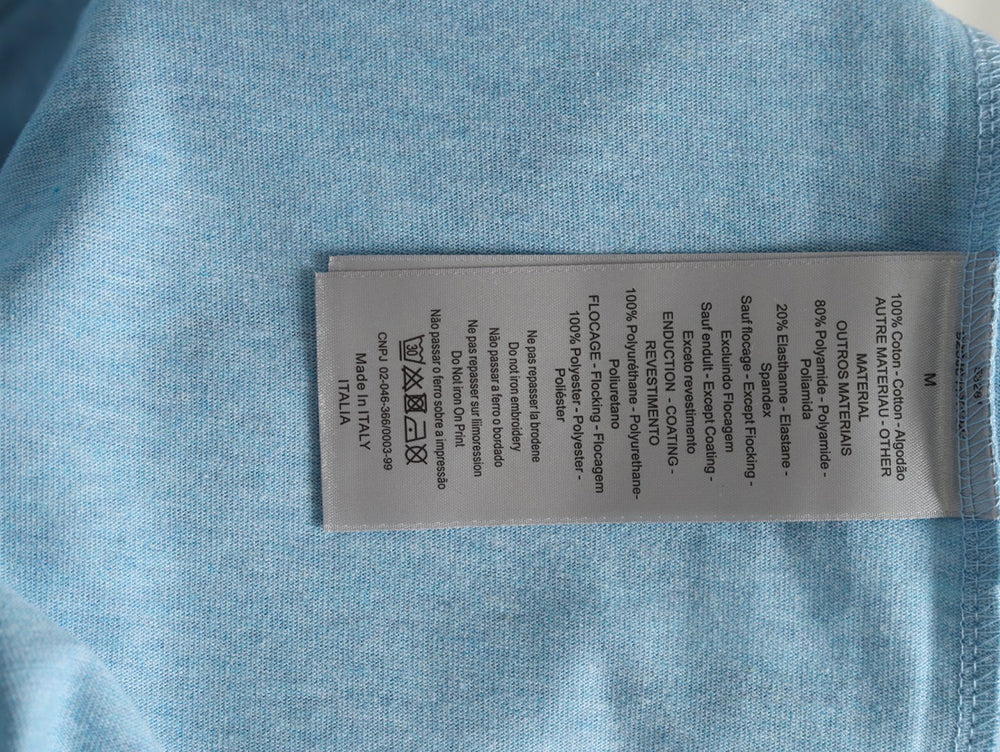 M
100% Coton - Cotton - Algodão
AUTRE MATERIAU - OTHER
MATERIAL
OUTROS MATERIAIS
80% Polyamide - Polyamide -
Poliamida
20% Elasthanne - Elastane -
Spandex
Sauf flocage - Except Fiocking -
Excluindo Flocagem
Sauf endult - Except Coating -
Exceto revestimento
ENDUCTION - COATING -
REVESTIMENTO
100% Polyuréthane - Polyurethane-
Poliuretano
FLOCAGE - Flocking - Flocagem
100% Polyester - Polyester -
Poliéster
Ne pas repasser la brodene
Do not iron embroidery
Não passar a ferro o bordado
Ne pas repasser sur Iiimoression
Do Not iron On Print
Não passar o ferro sobre a impressão
30
CNPJ 02-046-366/0003-99
Made In ITALY
ITALIA